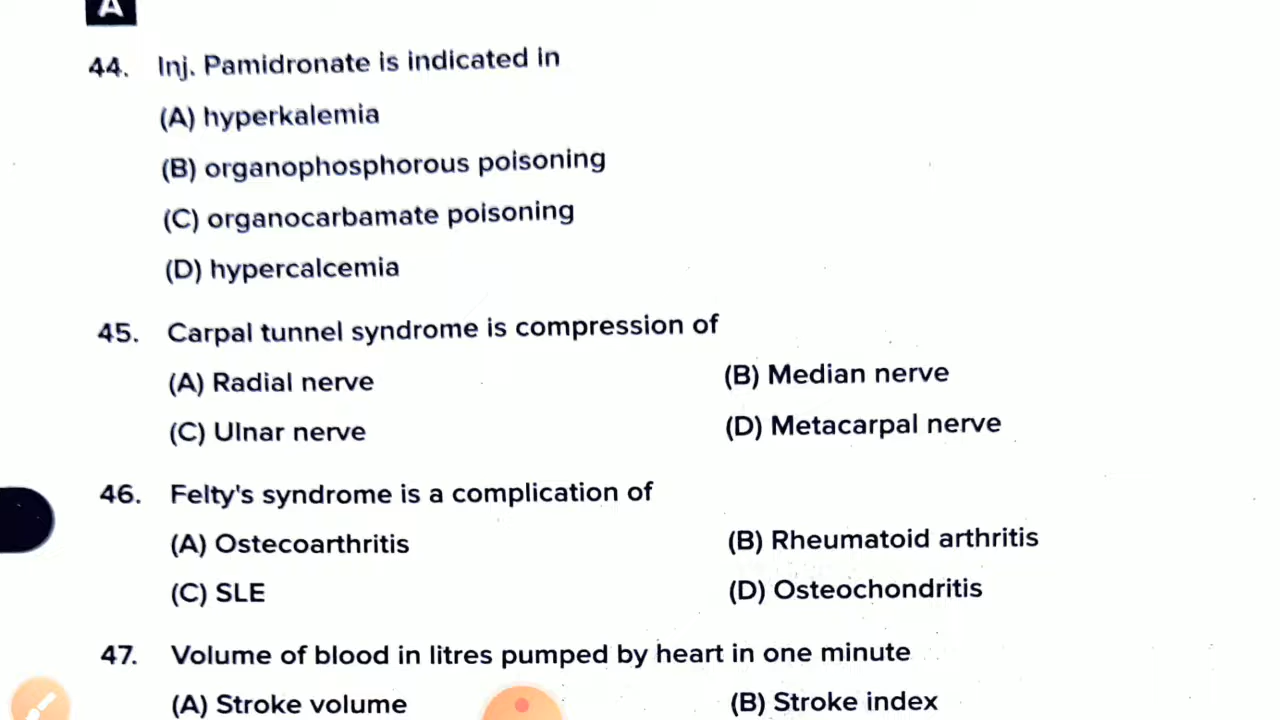 A
44. Inj. Pamidronate is indicated in
(A) hyperkalemia
(B) organophosphorous poisoning
(C) organocarbamate poisoning
(D) hypercalcemia
45. Carpal tunnel syndrome is compression of
(A) Radial nerve (B) Median nerve
(C) Ulnar nerve (D) Metacarpal nerve
46. Felty's syndrome is a complication of
(A) Ostecoarthritis (B) Rheumatoid arthritis
(C) SLE (D) Osteochondritis
47. Volume of blood in litres pumped by heart in one minute
(A) Stroke volume (B) Stroke index